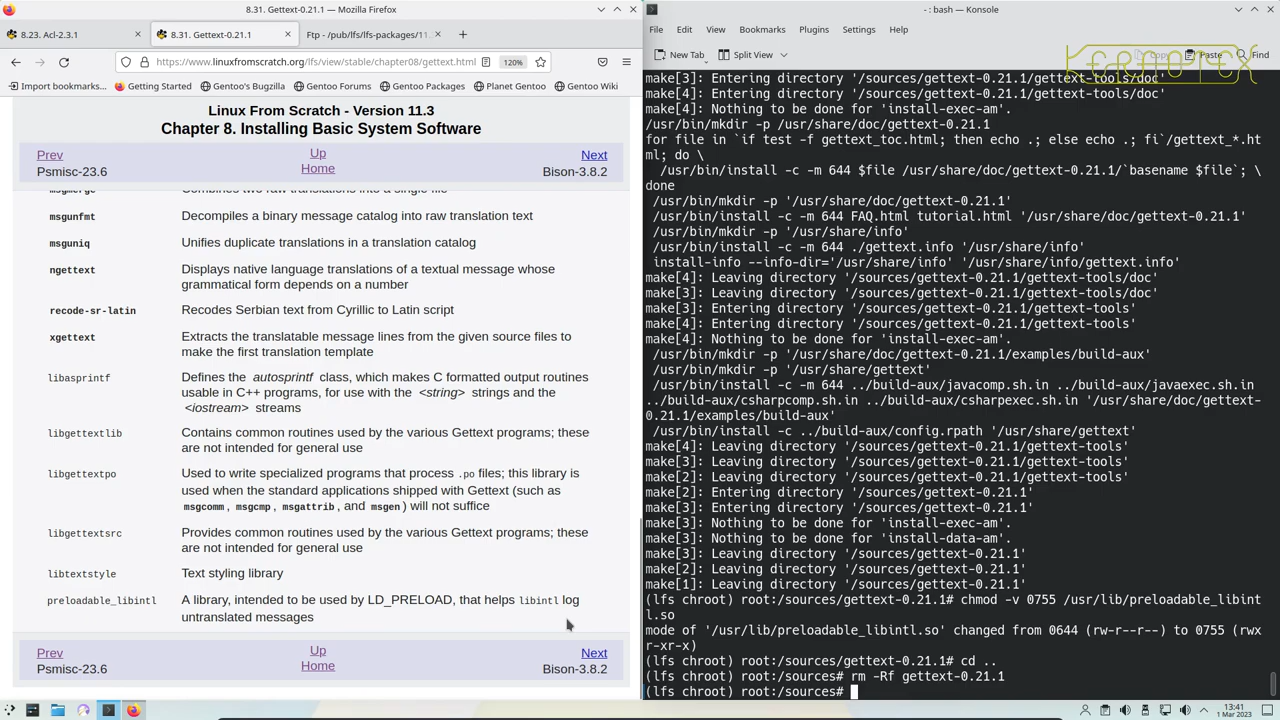 8.31. Gettext-0.21.1 — Mozilla Firefox
8.23. Acl-2.3.1
8.31. Gettext-0.21.1
Ftp - /pub/lfs/lfs-packages/11.
https://www.linuxfromscratch.org/lfs/view/stable/chapter08/gettext.html
120%
Import bookmarks...
Getting Started
Gentoo's Bugzilla
Gentoo Forums
Gentoo Packages
Planet Gentoo
Gentoo Wiki
Linux From Scratch - Version 11.3
Chapter 8. Installing Basic System Software
Prev
Up
Next
Psmisc-23.6
Home
Bison-3.8.2
msgmerge Combines two raw translations into a single file
msgunfmt Decompiles a binary message catalog into raw translation text
msguniq Unifies duplicate translations in a translation catalog
ngettext Displays native language translations of a textual message whose
grammatical form depends on a number
recode-sr-latin Recodes Serbian text from Cyrillic to Latin script
xgettext Extracts the translatable message lines from the given source files to
make the first translation template
libasprintf Defines the autosprintf class, which makes C formatted output routines
usable in C++ programs, for use with the <string> strings and the
<iostream> streams
libgettextlib Contains common routines used by the various Gettext programs; these
are not intended for general use
libgettextpo Used to write specialized programs that process .po files; this library is
used when the standard applications shipped with Gettext (such as
msgcomm, msgcmp, msgattrib, and msgen) will not suffice
libgettextsrc Provides common routines used by the various Gettext programs; these
are not intended for general use
libtextstyle Text styling library
preloadable_libintl A library, intended to be used by LD_PRELOAD, that helps libintl log
untranslated messages
Prev
Up
Next
Psmisc-23.6
Home
Bison-3.8.2
- : bash — Konsole
File Edit View Bookmarks Plugins Settings Help
New Tab
Split View
Copy
Paste
Find
KERNOTEX
make[3]: Entering directory '/sources/gettext-0.21.1/gettext-tools/doc'
make[4]: Entering directory '/sources/gettext-0.21.1/gettext-tools/doc'
make[4]: Nothing to be done for 'install-exec-am'.
/usr/bin/mkdir -p /usr/share/doc/gettext-0.21.1
for file in `if test -f gettext_toc.html; then echo .; else echo .; fi`/gettext_*.ht
ml; do \
/usr/bin/install -c -m 644 $file /usr/share/doc/gettext-0.21.1/`basename $file`; \
done
/usr/bin/mkdir -p '/usr/share/doc/gettext-0.21.1'
/usr/bin/install -c -m 644 FAQ.html tutorial.html '/usr/share/doc/gettext-0.21.1'
/usr/bin/mkdir -p '/usr/share/info'
/usr/bin/install -c -m 644 ./gettext.info '/usr/share/info'
install-info --info-dir='/usr/share/info' '/usr/share/info/gettext.info'
make[4]: Leaving directory '/sources/gettext-0.21.1/gettext-tools/doc'
make[3]: Leaving directory '/sources/gettext-0.21.1/gettext-tools/doc'
make[3]: Entering directory '/sources/gettext-0.21.1/gettext-tools'
make[4]: Entering directory '/sources/gettext-0.21.1/gettext-tools'
make[4]: Nothing to be done for 'install-exec-am'.
/usr/bin/mkdir -p '/usr/share/doc/gettext-0.21.1/examples/build-aux'
/usr/bin/mkdir -p '/usr/share/gettext'
/usr/bin/install -c -m 644 ../build-aux/javacomp.sh.in ../build-aux/javaexec.sh.in
../build-aux/csharpcomp.sh.in ../build-aux/csharpexec.sh.in '/usr/share/doc/gettext-
0.21.1/examples/build-aux'
/usr/bin/install -c ../build-aux/config.rpath '/usr/share/gettext'
make[4]: Leaving directory '/sources/gettext-0.21.1/gettext-tools'
make[3]: Leaving directory '/sources/gettext-0.21.1/gettext-tools'
make[2]: Leaving directory '/sources/gettext-0.21.1/gettext-tools'
make[2]: Entering directory '/sources/gettext-0.21.1'
make[3]: Entering directory '/sources/gettext-0.21.1'
make[3]: Nothing to be done for 'install-exec-am'.
make[3]: Nothing to be done for 'install-data-am'.
make[3]: Leaving directory '/sources/gettext-0.21.1'
make[2]: Leaving directory '/sources/gettext-0.21.1'
make[1]: Leaving directory '/sources/gettext-0.21.1'
(lfs chroot) root:/sources/gettext-0.21.1# chmod -v 0755 /usr/lib/preloadable_libint
l.so
mode of '/usr/lib/preloadable_libintl.so' changed from 0644 (rw-r--r--) to 0755 (rwx
r-xr-x)
(lfs chroot) root:/sources/gettext-0.21.1# cd ..
(lfs chroot) root:/sources# rm -Rf gettext-0.21.1
(lfs chroot) root:/sources#
13:41
1 Mar 2023